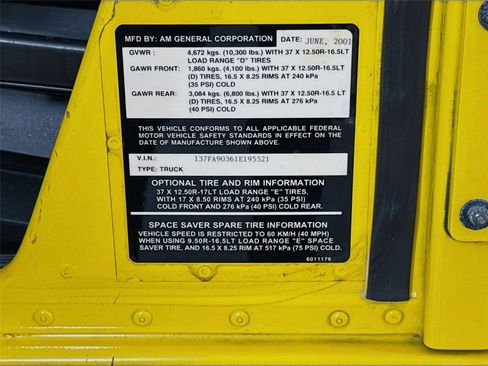 MFD BY: AM GENERAL CORPORATION DATE: JUNE, 2001
GVWR : 4,672 kgs. (10,300 lbs.) WITH 37 X 12.50R-16.5LT
LOAD RANGE "D" TIRES
GAWR FRONT: 1,860 kgs. (4,100 lbs.) WITH 37 X 12.50R-16.5LT
(D) TIRES, 16.5 X 8.25 RIMS AT 240 kPa
(35 PSI) COLD
GAWR REAR: 3,084 kgs. (6,800 lbs.) WITH 37 X 12.50R-16.5 LT
(D) TIRES, 16.5 X 8.25 RIMS AT 276 kPa
(40 PSI) COLD
THIS VEHICLE CONFORMS TO ALL APPLICABLE FEDERAL
MOTOR VEHICLE SAFETY STANDARDS IN EFFECT ON THE
DATE OF MANUFACTURE SHOWN ABOVE.
V.I.N.: 137FA90361E195521
TYPE: TRUCK
OPTIONAL TIRE AND RIM INFORMATION
37 X 12.50R-17LT LOAD RANGE "E" TIRES,
WITH 17 X 8.50 RIMS AT 240 kPa (35 PSI)
COLD FRONT AND 276 kPa (40 PSI) COLD REAR.
SPACE SAVER SPARE TIRE INFORMATION
VEHICLE SPEED IS RESTRICTED TO 60 KM/H (40 MPH)
WHEN USING 9.50R-16.5LT LOAD RANGE "E" SPACE
SAVER TIRE, AND 16.5 X 8.25 RIMS AT 517 kPa (75 PSI) COLD.
6011176